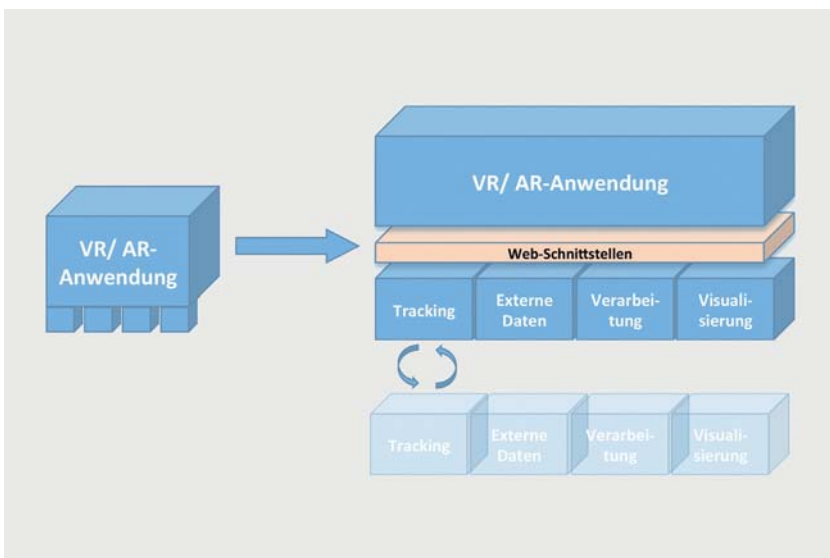 VR/ AR-
Anwendung
VR/ AR-Anwendung
Web-Schnittstellen
Tracking
Externe
Daten
Verarbei-
tung
Visuali-
sierung
Tracking
Externe
Daten
Verarbei-
tung
Visuali-
sierung